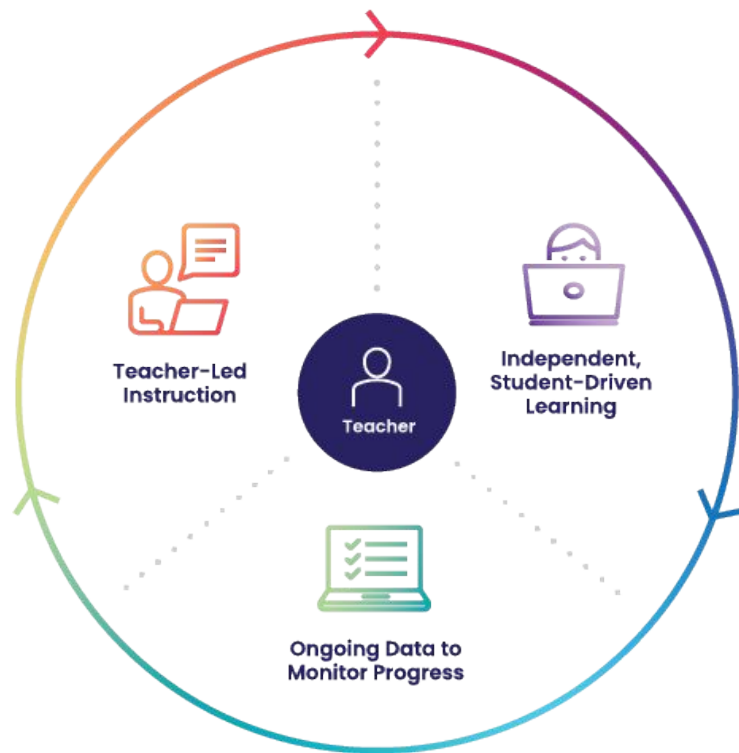 Teacher-Led
Instruction
Independent,
Student-Driven
Learning
Teacher
Ongoing Data to
Monitor Progress